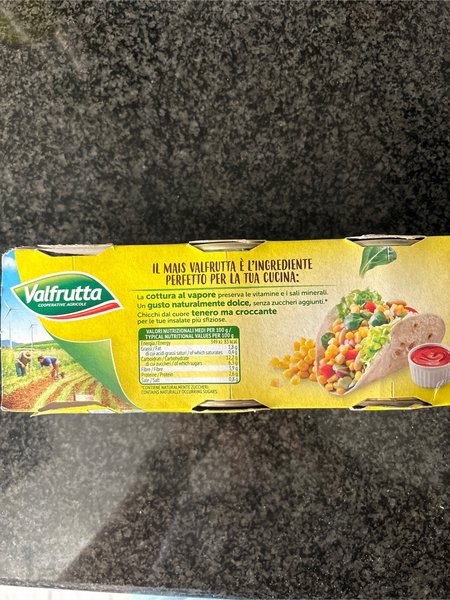 Valfrutta
COOPERATIVE AGRICOLE
IL MAIS VALFRUTTA È L'INGREDIENTE
PERFETTO PER LA TUA CUCINA:
La cottura al vapore preserva le vitamine e i sali minerali.
Un gusto naturalmente dolce, senza zuccheri aggiunti.*
Chicchi dal cuore tenero ma croccante
per le tue insalate più sfiziose.
VALORI NUTRIZIONALI MEDI PER 100 g /
TYPICAL NUTRITIONAL VALUES PER 100 g
Energia/Energy
Grassi / Fat
di cui acidi grassi saturi / of which saturates
Carboidrati / Carbohydrate
di cui zuccheri / of which sugars
Fibre / Fibre
Proteine / Protein
Sale / Salt
*CONTIENE NATURALMENTE ZUCCHERI.
CONTAINS NATURALLY OCCURRING SUGARS.